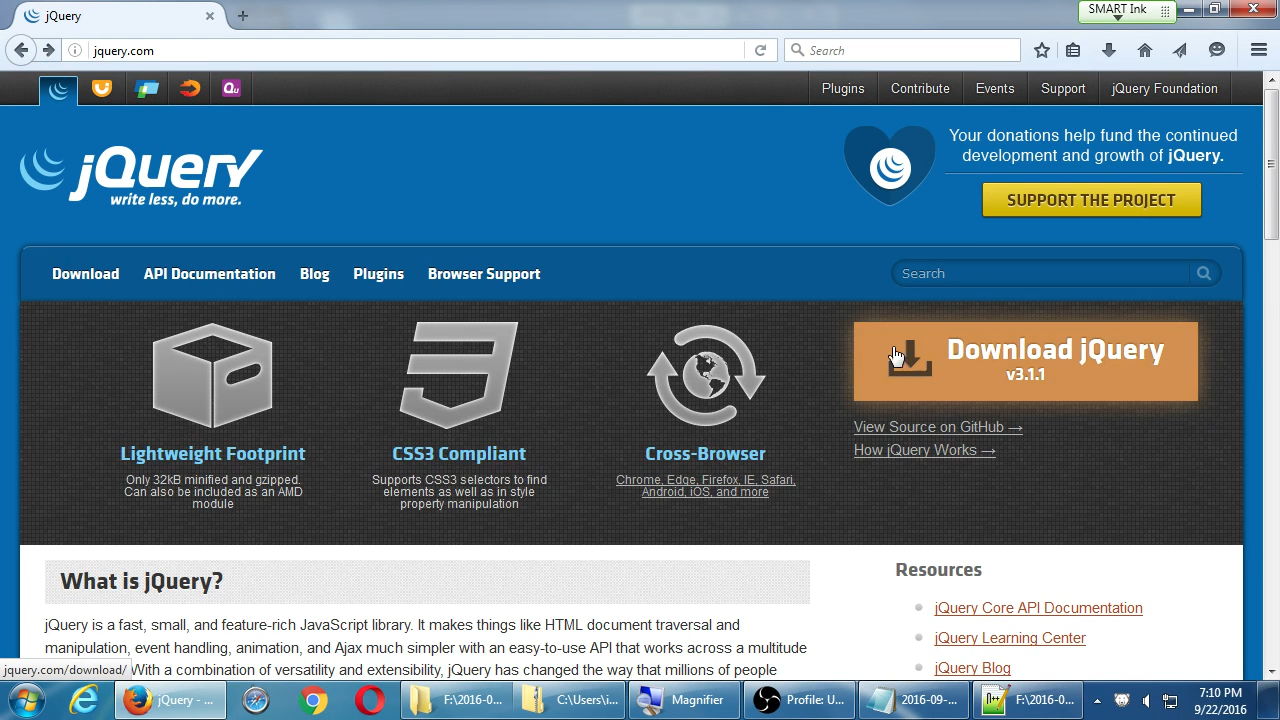 jQuery
SMART Ink
jquery.com
Search
Plugins
Contribute
Events
Support
jQuery Foundation
jQuery
write less, do more.
Your donations help fund the continued
development and growth of jQuery.
SUPPORT THE PROJECT
Download
API Documentation
Blog
Plugins
Browser Support
Search
Lightweight Footprint
Only 32kB minified and gzipped.
Can also be included as an AMD
module
CSS3 Compliant
Supports CSS3 selectors to find
elements as well as in style
property manipulation
Cross-Browser
Chrome, Edge, Firefox, IE, Safari,
Android, iOS, and more
Download jQuery
v3.1.1
View Source on GitHub →
How jQuery Works →
What is jQuery?
jQuery is a fast, small, and feature-rich JavaScript library. It makes things like HTML document traversal and
manipulation, event handling, animation, and Ajax much simpler with an easy-to-use API that works across a multitude
With a combination of versatility and extensibility, jQuery has changed the way that millions of people
Resources
jQuery Core API Documentation
jQuery Learning Center
jQuery Blog
jquery.com/download/
jQuery - ...
F:\2016-0...
C:\Users\i...
Magnifier
Profile: U...
2016-09-...
F:\2016-0...
7:10 PM
9/22/2016